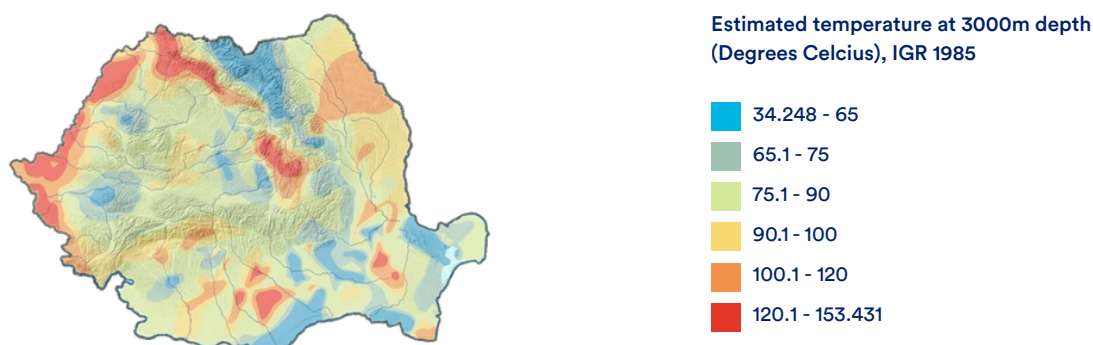 Estimated temperature at 3000m depth
(Degrees Celcius), IGR 1985
34.248 - 65
65.1 - 75
75.1 - 90
90.1 - 100
100.1 - 120
120.1 - 153.431